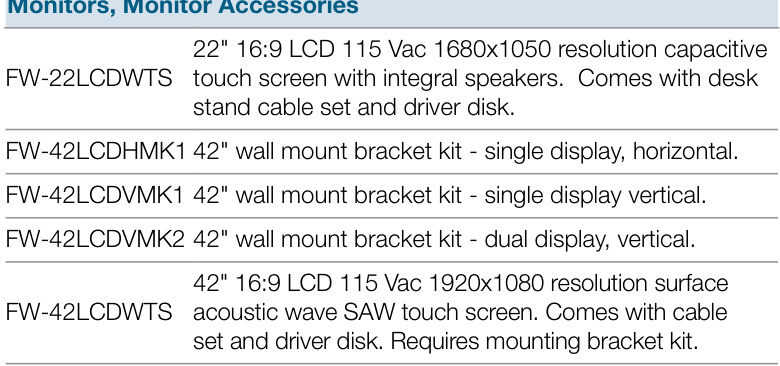 Monitors, Monitor Accessories
22" 16:9 LCD 115 Vac 1680x1050 resolution capacitive
FW-22LCDWTS touch screen with integral speakers.  Comes with desk
stand cable set and driver disk.
FW-42LCDHMK1 42" wall mount bracket kit - single display, horizontal.
FW-42LCDVMK1 42" wall mount bracket kit - single display vertical.
FW-42LCDVMK2 42" wall mount bracket kit - dual display, vertical.
42" 16:9 LCD 115 Vac 1920x1080 resolution surface
FW-42LCDWTS acoustic wave SAW touch screen. Comes with cable
set and driver disk. Requires mounting bracket kit.